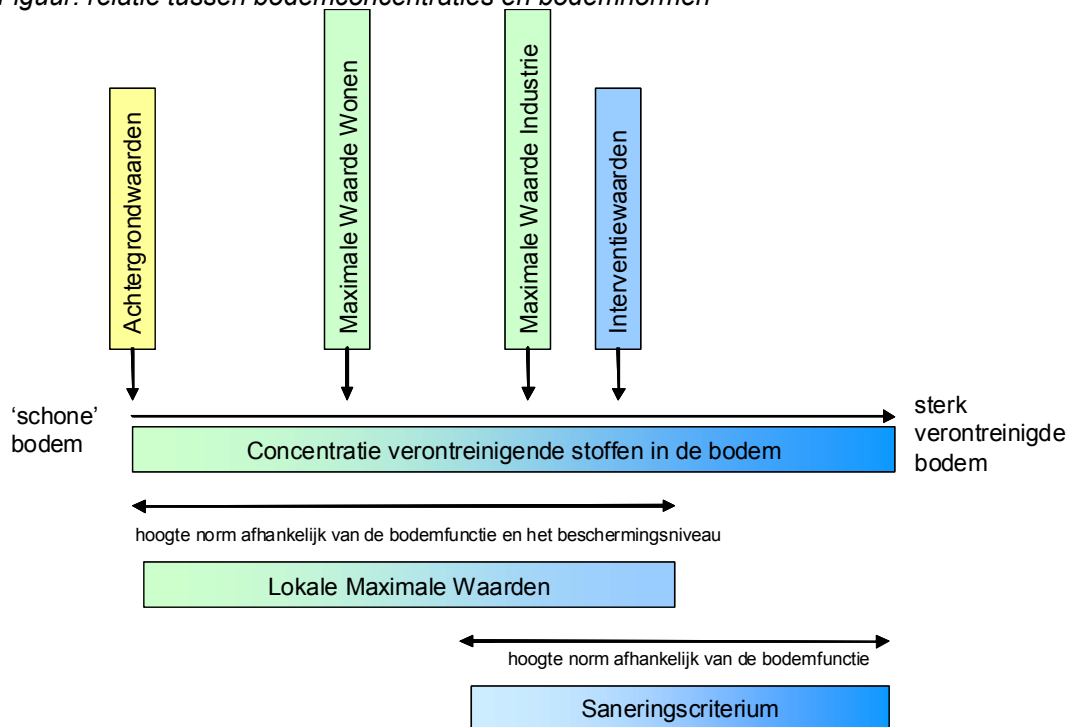 Figuur: relatie tussen bodemconcentraties en bodemnormen
Achtergrondwaarden
Maximale Waarde Wonen
Maximale Waarde Industrie
Interventiewaarden
‘schone’
bodem
sterk
verontreinigde
bodem
Concentratie verontreinigende stoffen in de bodem
hoogte norm afhankelijk van de bodemfunctie en het beschermingsniveau
Lokale Maximale Waarden
hoogte norm afhankelijk van de bodemfunctie
Saneringscriterium